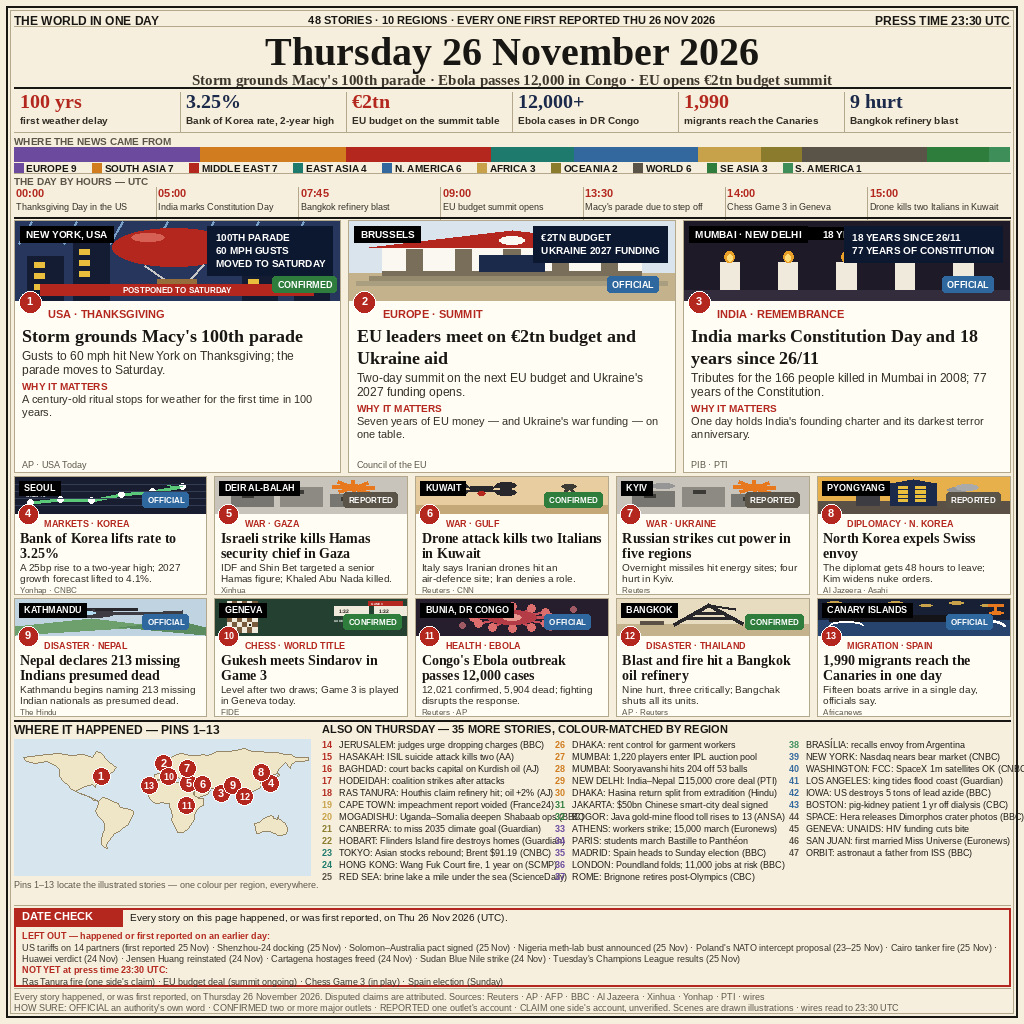 THE WORLD IN ONE DAY
48 STORIES · 10 REGIONS · EVERY ONE FIRST REPORTED THU 26 NOV 2026
PRESS TIME 23:30 UTC
Thursday 26 November 2026
Storm grounds Macy's 100th parade · Ebola passes 12,000 in Congo · EU opens €2tn budget summit
100 yrs
first weather delay
3.25%
Bank of Korea rate, 2-year high
€2tn
EU budget on the summit table
12,000+
Ebola cases in DR Congo
1,990
migrants reach the Canaries
9 hurt
Bangkok refinery blast
WHERE THE NEWS CAME FROM
EUROPE 9
SOUTH ASIA 7
MIDDLE EAST 7
EAST ASIA 4
N. AMERICA 6
AFRICA 3
OCEANIA 2
WORLD 6
SE ASIA 3
S. AMERICA 1
THE DAY BY HOURS — UTC
00:00
Thanksgiving Day in the US
05:00
India marks Constitution Day
07:45
Bangkok refinery blast
09:00
EU budget summit opens
13:30
Macy's parade due to step off
14:00
Chess Game 3 in Geneva
15:00
Drone kills two Italians in Kuwait
NEW YORK, USA
100TH PARADE
60 MPH GUSTS
MOVED TO SATURDAY
POSTPONED TO SATURDAY
CONFIRMED
1
USA · THANKSGIVING
Storm grounds Macy's 100th parade
Gusts to 60 mph hit New York on Thanksgiving; the
parade moves to Saturday.
WHY IT MATTERS
A century-old ritual stops for weather for the first time in 100
years.
AP · USA Today
BRUSSELS
€2TN BUDGET
UKRAINE 2027 FUNDING
OFFICIAL
2
EUROPE · SUMMIT
EU leaders meet on €2tn budget and
Ukraine aid
Two-day summit on the next EU budget and Ukraine's
2027 funding opens.
WHY IT MATTERS
Seven years of EU money — and Ukraine's war funding — on
one table.
Council of the EU
MUMBAI · NEW DELHI
18 Y
18 YEARS SINCE 26/11
77 YEARS OF CONSTITUTION
OFFICIAL
3
INDIA · REMEMBRANCE
India marks Constitution Day and 18
years since 26/11
Tributes for the 166 people killed in Mumbai in 2008; 77
years of the Constitution.
WHY IT MATTERS
One day holds India's founding charter and its darkest terror
anniversary.
PIB · PTI
SEOUL
OFFICIAL
4
MARKETS · KOREA
Bank of Korea lifts rate to
3.25%
A 25bp rise to a two-year high; 2027
growth forecast lifted to 4.1%.
Yonhap · CNBC
DEIR AL-BALAH
REPORTED
5
WAR · GAZA
Israeli strike kills Hamas
security chief in Gaza
IDF and Shin Bet targeted a senior
Hamas figure; Khaled Abu Nada killed.
Xinhua
KUWAIT
CONFIRMED
6
WAR · GULF
Drone attack kills two Italians
in Kuwait
Italy says Iranian drones hit an
air-defence site; Iran denies a role.
Reuters · CNN
KYIV
REPORTED
7
WAR · UKRAINE
Russian strikes cut power in
five regions
Overnight missiles hit energy sites; four
hurt in Kyiv.
Reuters
PYONGYANG
REPORTED
8
DIPLOMACY · N. KOREA
North Korea expels Swiss
envoy
The diplomat gets 48 hours to leave;
Kim widens nuke orders.
Al Jazeera · Asahi
KATHMANDU
OFFICIAL
9
DISASTER · NEPAL
Nepal declares 213 missing
Indians presumed dead
Kathmandu begins naming 213 missing
Indian nationals as presumed dead.
The Hindu
GENEVA
1:32
1:32
CONFIRMED
10
CHESS · WORLD TITLE
Gukesh meets Sindarov in
Game 3
Level after two draws; Game 3 is played
in Geneva today.
FIDE
BUNIA, DR CONGO
OFFICIAL
11
HEALTH · EBOLA
Congo's Ebola outbreak
passes 12,000 cases
12,021 confirmed, 5,904 dead; fighting
disrupts the response.
Reuters · AP
BANGKOK
CONFIRMED
12
DISASTER · THAILAND
Blast and fire hit a Bangkok
oil refinery
Nine hurt, three critically; Bangchak
shuts all its units.
AP · Reuters
CANARY ISLANDS
OFFICIAL
13
MIGRATION · SPAIN
1,990 migrants reach the
Canaries in one day
Fifteen boats arrive in a single day,
officials say.
Africanews
WHERE IT HAPPENED — PINS 1–13
1
2
7
10
13
5
6
3
9
12
8
4
11
Pins 1–13 locate the illustrated stories — one colour per region, everywhere.
ALSO ON THURSDAY — 35 MORE STORIES, COLOUR-MATCHED BY REGION
14 JERUSALEM: judges urge dropping charges (BBC)
15 HASAKAH: ISIL suicide attack kills two (AA)
16 BAGHDAD: court backs capital on Kurdish oil (AJ)
17 HODEIDAH: coalition strikes after attacks
18 RAS TANURA: Houthis claim refinery hit; oil +2% (AJ)
19 CAPE TOWN: impeachment report voided (France24)
20 MOGADISHU: Uganda–Somalia deepen Shabaab ops (BBC)
21 CANBERRA: to miss 2035 climate goal (Guardian)
22 HOBART: Flinders Island fire destroys homes (Guardian)
23 TOKYO: Asian stocks rebound; Brent $91.19 (CNBC)
24 HONG KONG: Wang Fuk Court fire, 1 year on (SCMP)
25 RED SEA: brine lake a mile under the sea (ScienceDaily)
26 DHAKA: rent control for garment workers
27 MUMBAI: 1,220 players enter IPL auction pool
28 MUMBAI: Sooryavanshi hits 204 off 53 balls
29 NEW DELHI: India–Nepal □15,000 crore deal (PTI)
30 DHAKA: Hasina return split from extradition (Hindu)
31 JAKARTA: $50bn Chinese smart-city deal signed
32 BOGOR: Java gold-mine flood toll rises to 13 (ANSA)
33 ATHENS: workers strike; 15,000 march (Euronews)
34 PARIS: students march Bastille to Panthéon
35 MADRID: Spain heads to Sunday election (BBC)
36 LONDON: Poundland folds; 11,000 jobs at risk (BBC)
37 ROME: Brignone retires post-Olympics (CBC)
38 BRASÍLIA: recalls envoy from Argentina
39 NEW YORK: Nasdaq nears bear market (CNBC)
40 WASHINGTON: FCC: SpaceX 1m satellites OK (CNBC)
41 LOS ANGELES: king tides flood coast (Guardian)
42 IOWA: US destroys 5 tons of lead azide (BBC)
43 BOSTON: pig-kidney patient 1 yr off dialysis (CBC)
44 SPACE: Hera releases Dimorphos crater photos (BBC)
45 GENEVA: UNAIDS: HIV funding cuts bite
46 SAN JUAN: first married Miss Universe (Euronews)
47 ORBIT: astronaut a father from ISS (BBC)
DATE CHECK
Every story on this page happened, or was first reported, on Thu 26 Nov 2026 (UTC).
LEFT OUT — happened or first reported on an earlier day:
US tariffs on 14 partners (first reported 25 Nov) · Shenzhou-24 docking (25 Nov) · Solomon–Australia pact signed (25 Nov) · Nigeria meth-lab bust announced (25 Nov) · Poland's NATO intercept proposal (23–25 Nov) · Cairo tanker fire (25 Nov) ·
Huawei verdict (24 Nov) · Jensen Huang reinstated (24 Nov) · Cartagena hostages freed (24 Nov) · Sudan Blue Nile strike (24 Nov) · Tuesday's Champions League results (25 Nov)
NOT YET at press time 23:30 UTC:
Ras Tanura fire (one side's claim) · EU budget deal (summit ongoing) · Chess Game 3 (in play) · Spain election (Sunday)
Every story happened, or was first reported, on Thursday 26 November 2026. Disputed claims are attributed. Sources: Reuters · AP · AFP · BBC · Al Jazeera · Xinhua · Yonhap · PTI · wires
HOW SURE: OFFICIAL an authority's own word · CONFIRMED two or more major outlets · REPORTED one outlet's account · CLAIM one side's account, unverified. Scenes are drawn illustrations · wires read to 23:30 UTC